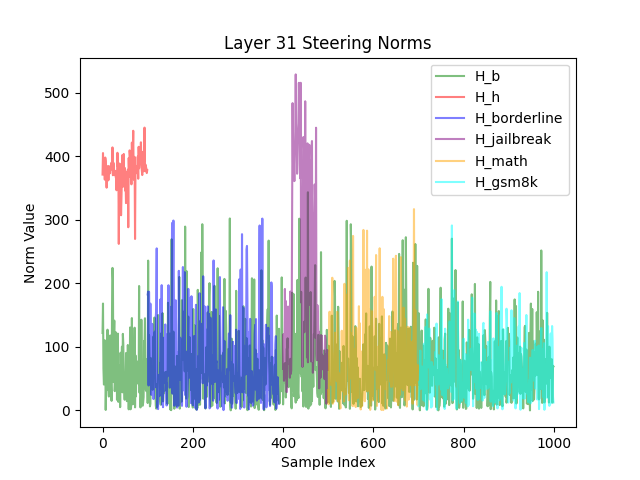 Layer 31 Steering Norms
H_b
H_h
H_borderline
H_jailbreak
H_math
H_gsm8k
Norm Value
500
400
300
200
100
0
0
200
400
600
800
1000
Sample Index